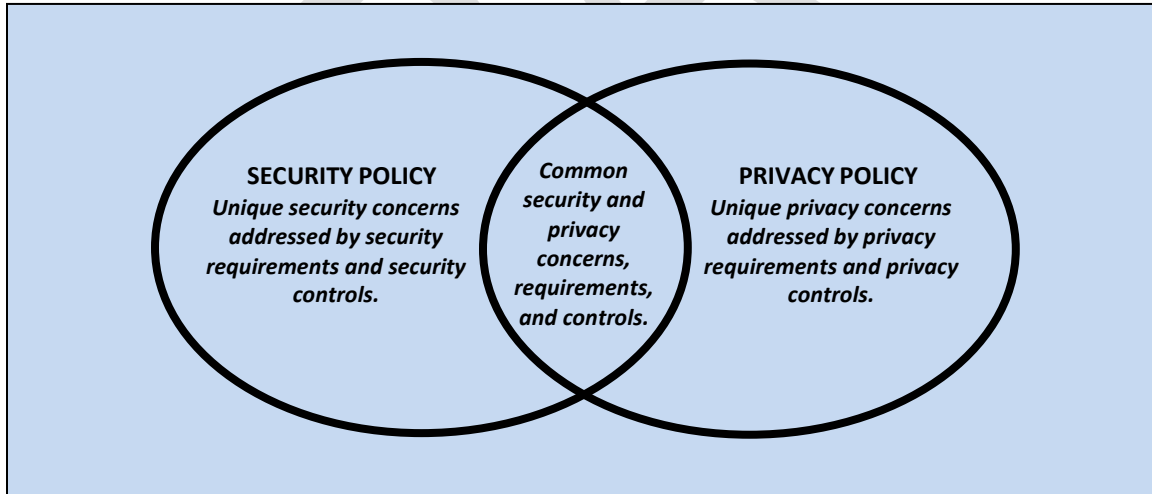 SECURITY POLICY
Unique security concerns
addressed by security
requirements and security
controls.
Common
security and
privacy
concerns,
requirements,
and controls.
PRIVACY POLICY
Unique privacy concerns
addressed by privacy
requirements and privacy
controls.